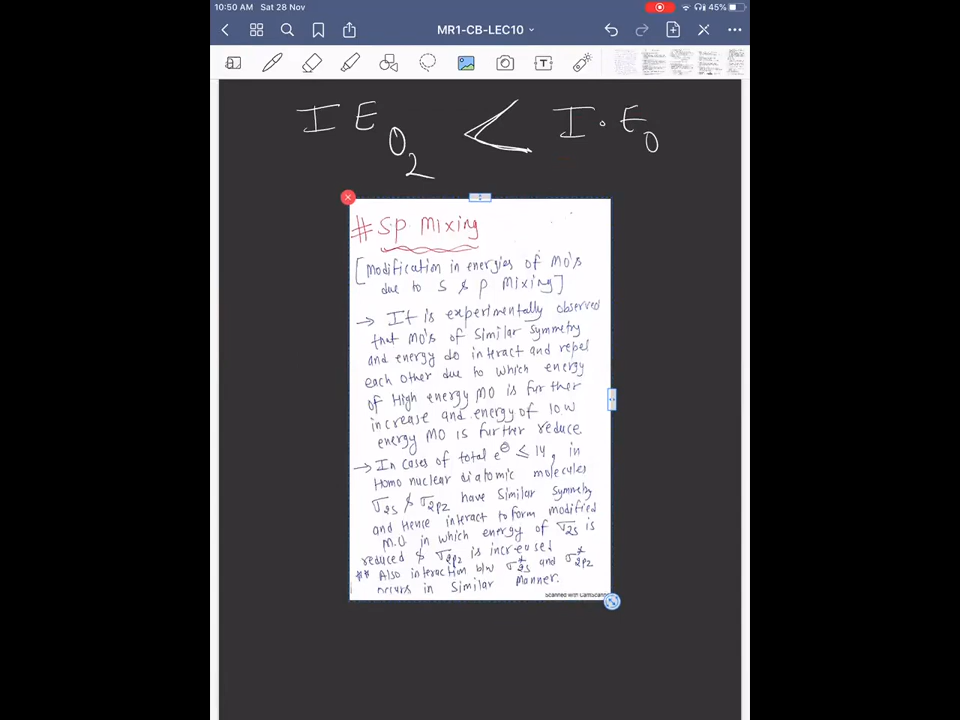 10:50 AM Sat 28 Nov
45%
MR1-CB-LEC10
T
I E O2 < I. E O
# S.P. Mixing
[Modification in energies of MO's
due to S & p Mixing]
→ It is experimentally observed
that MO's of Similar Symmetry
and energy do interact and repel
each other due to which energy
of High energy MO is further
increase and energy of low
energy MO is further reduce.
→ In cases of total e⊖ ≤ 14, in
Homo nuclear diatomic molecules
σ2s & σ2pz have Similar Symmetry
and Hence interact to form modified
M.O in which energy of σ2s is
reduced & σ2pz is increased
** Also interaction b/w σ*2s and σ*2pz
occurs in Similar Manner.
Scanned with CamScanner